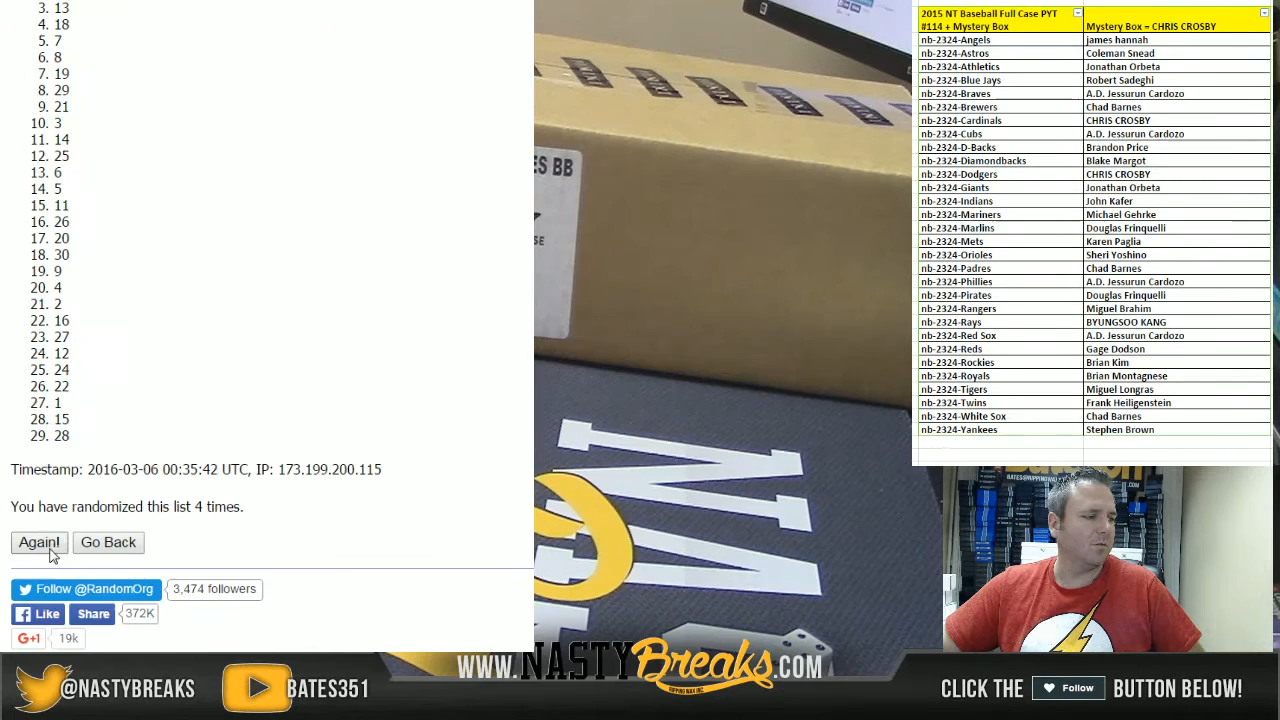 3. 13
4. 18
5. 7
6. 8
7. 19
8. 29
9. 21
10. 3
11. 14
12. 25
13. 6
14. 5
15. 11
16. 26
17. 20
18. 30
19. 9
20. 4
21. 2
22. 16
23. 27
24. 12
25. 24
26. 22
27. 1
28. 15
29. 28
Timestamp: 2016-03-06 00:35:42 UTC, IP: 173.199.200.115
You have randomized this list 4 times.
Again! Go Back
Follow @RandomOrg 3,474 followers
Like Share 372K
G+1 19k
PANINI PANINI PANINI PANINI
ES BB
SE
2015 NT Baseball Full Case PYT
#114 + Mystery Box Mystery Box = CHRIS CROSBY
nb-2324-Angels james hannah
nb-2324-Astros Coleman Snead
nb-2324-Athletics Jonathan Orbeta
nb-2324-Blue Jays Robert Sadeghi
nb-2324-Braves A.D. Jessurun Cardozo
nb-2324-Brewers Chad Barnes
nb-2324-Cardinals CHRIS CROSBY
nb-2324-Cubs A.D. Jessurun Cardozo
nb-2324-D-Backs Brandon Price
nb-2324-Diamondbacks Blake Margot
nb-2324-Dodgers CHRIS CROSBY
nb-2324-Giants Jonathan Orbeta
nb-2324-Indians John Kafer
nb-2324-Mariners Michael Gehrke
nb-2324-Marlins Douglas Frinquelli
nb-2324-Mets Karen Paglia
nb-2324-Orioles Sheri Yoshino
nb-2324-Padres Chad Barnes
nb-2324-Phillies A.D. Jessurun Cardozo
nb-2324-Pirates Douglas Frinquelli
nb-2324-Rangers Miguel Brahim
nb-2324-Rays BYUNGSOO KANG
nb-2324-Red Sox A.D. Jessurun Cardozo
nb-2324-Reds Gage Dodson
nb-2324-Rockies Brian Kim
nb-2324-Royals Brian Montagnese
nb-2324-Tigers Miguel Longras
nb-2324-Twins Frank Heiligenstein
nb-2324-White Sox Chad Barnes
nb-2324-Yankees Stephen Brown
@NASTYBREAKS
BATES351
WWW.NASTYBreaks.COM
RIPPING WAX INC
CLICK THE Follow BUTTON BELOW!